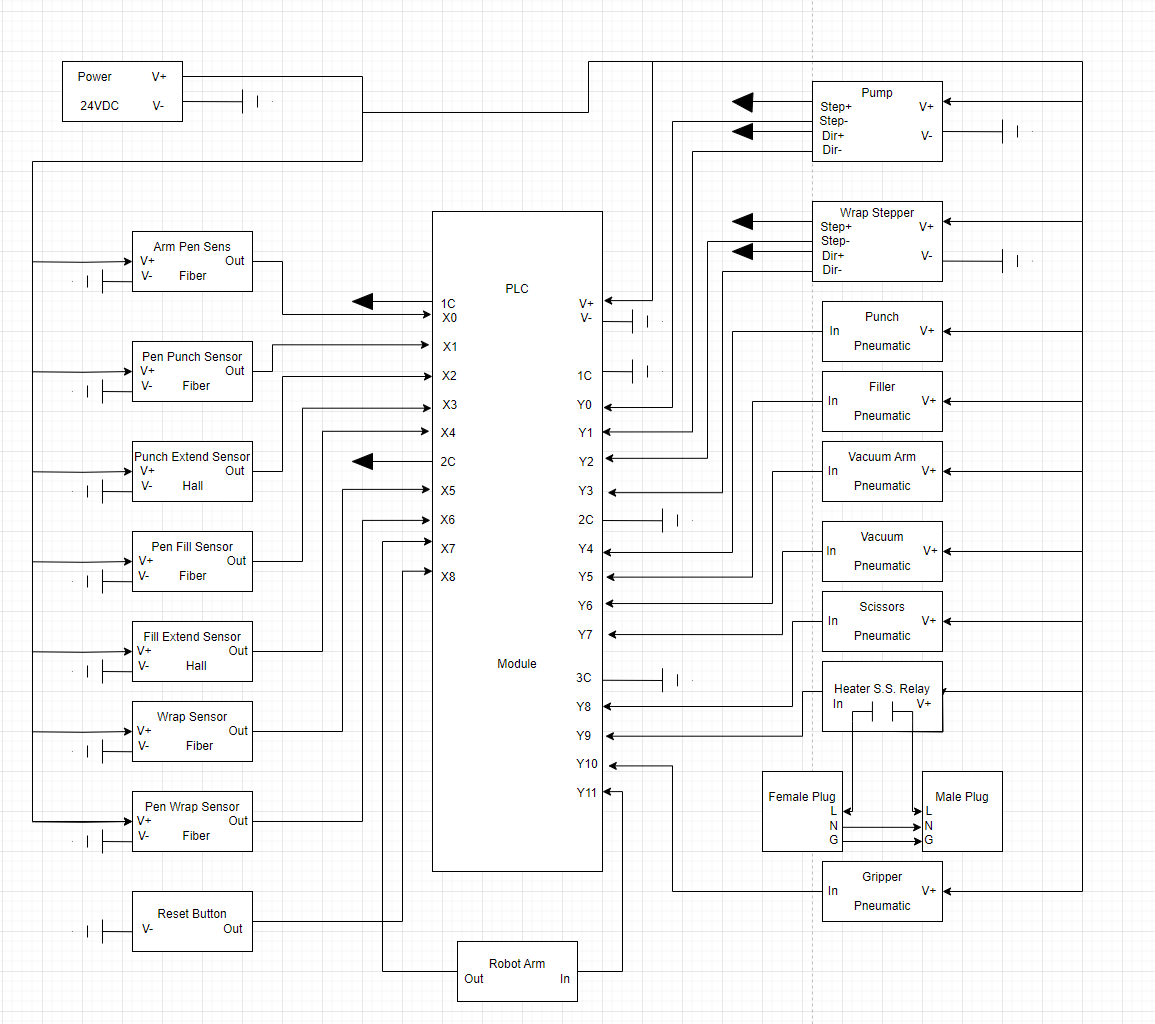 Power V+
24VDC V-
Pump
Step+ V+
Step-
Dir+ V-
Dir-
Wrap Stepper
Step+ V+
Step-
Dir+ V-
Dir-
Arm Pen Sens
V+ Out
V- Fiber
Pen Punch Sensor
V+ Out
V- Fiber
Punch Extend Sensor
V+ Out
V- Hall
Pen Fill Sensor
V+ Out
V- Fiber
Fill Extend Sensor
V+ Out
V- Hall
Wrap Sensor
V+ Out
V- Fiber
Pen Wrap Sensor
V+ Out
V- Fiber
Reset Button
V- Out
PLC
1C
X0
X1
X2
X3
X4
2C
X5
X6
X7
X8
V+
V-
1C
Y0
Y1
Y2
Y3
2C
Y4
Y5
Y6
Y7
3C
Y8
Y9
Y10
Y11
Module
Robot Arm
Out In
Punch
In V+
Pneumatic
Filler
In V+
Pneumatic
Vacuum Arm
In V+
Pneumatic
Vacuum
In V+
Pneumatic
Scissors
In V+
Pneumatic
Heater S.S. Relay
In V+
Female Plug
L
N
G
Male Plug
L
N
G
Gripper
In V+
Pneumatic